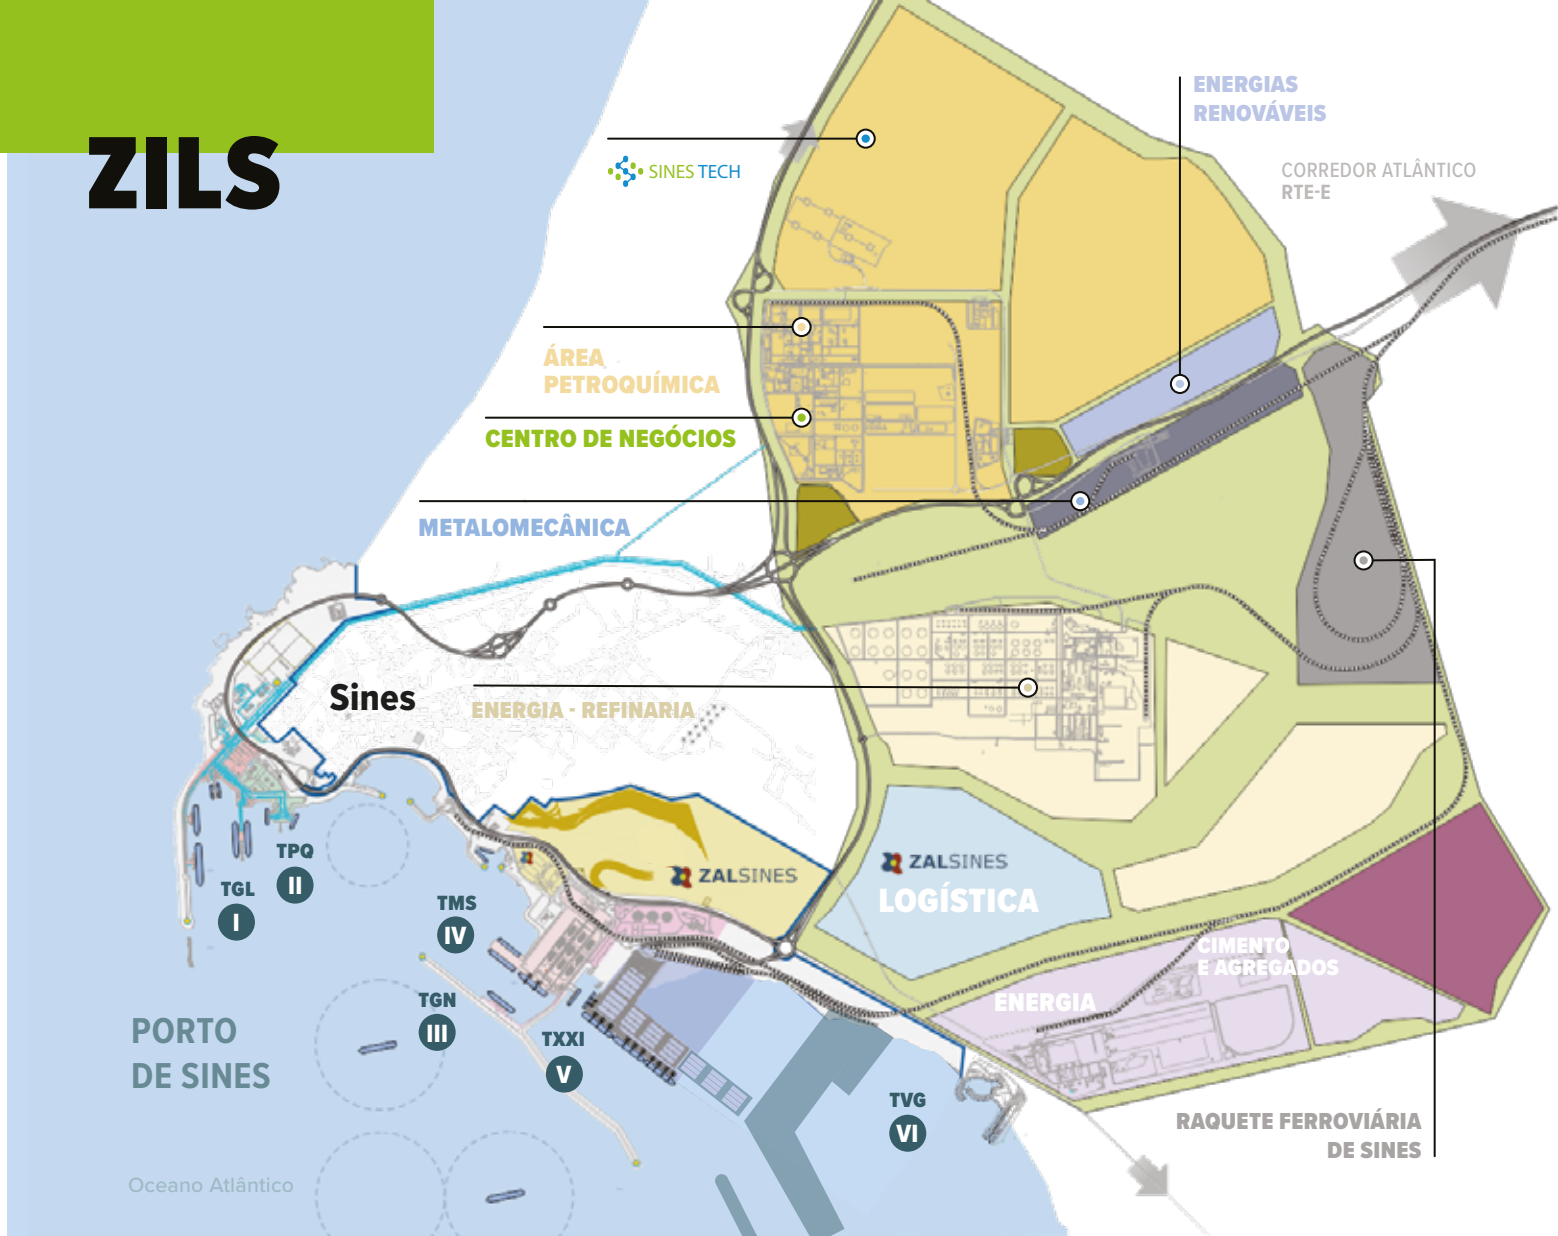 ZILS
ENERGIAS
RENOVÁVEIS
SINES TECH
CORREDOR ATLÂNTICO
RTE-E
ÁREA
PETROQUÍMICA
CENTRO DE NEGÓCIOS
METALOMECÂNICA
Sines
ENERGIA - REFINARIA
ZALSINES
ZALSINES
LOGÍSTICA
TPQ
II
TGL
I
TMS
IV
CIMENTO
E AGREGADOS
ENERGIA
TGN
III
PORTO
DE SINES
TXXI
V
TVG
VI
RAQUETE FERROVIÁRIA
DE SINES
Oceano Atlântico